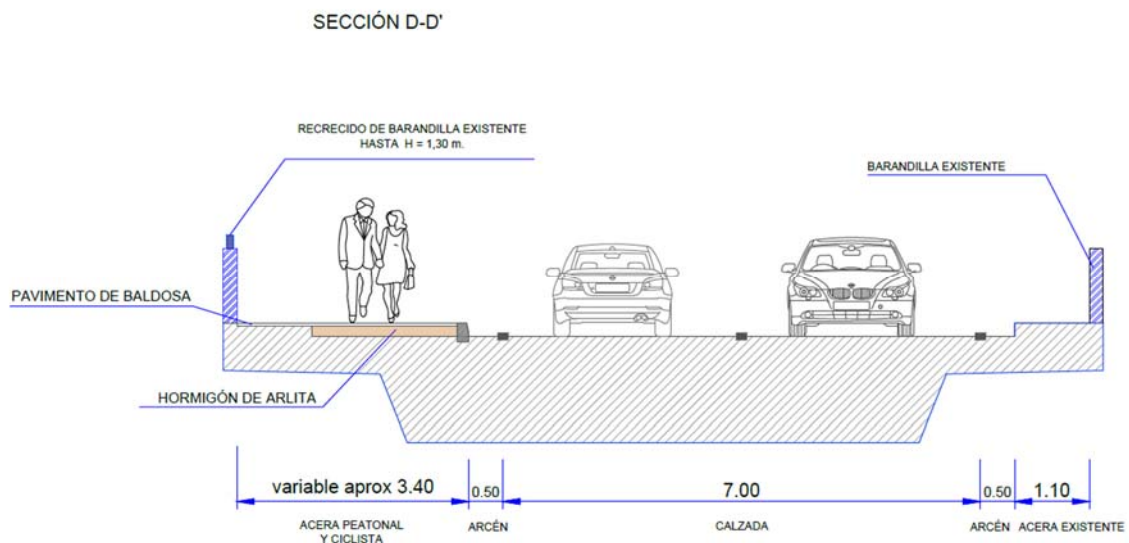 SECCIÓN D-D'
RECRECIDO DE BARANDILLA EXISTENTE
HASTA H = 1,30 m.
BARANDILLA EXISTENTE
PAVIMENTO DE BALDOSA
HORMIGÓN DE ARLITA
variable aprox 3.40
0.50
7.00
0.50
1.10
ACERA PEATONAL
Y CICLISTA
ARCÉN
CALZADA
ARCÉN
ACERA EXISTENTE